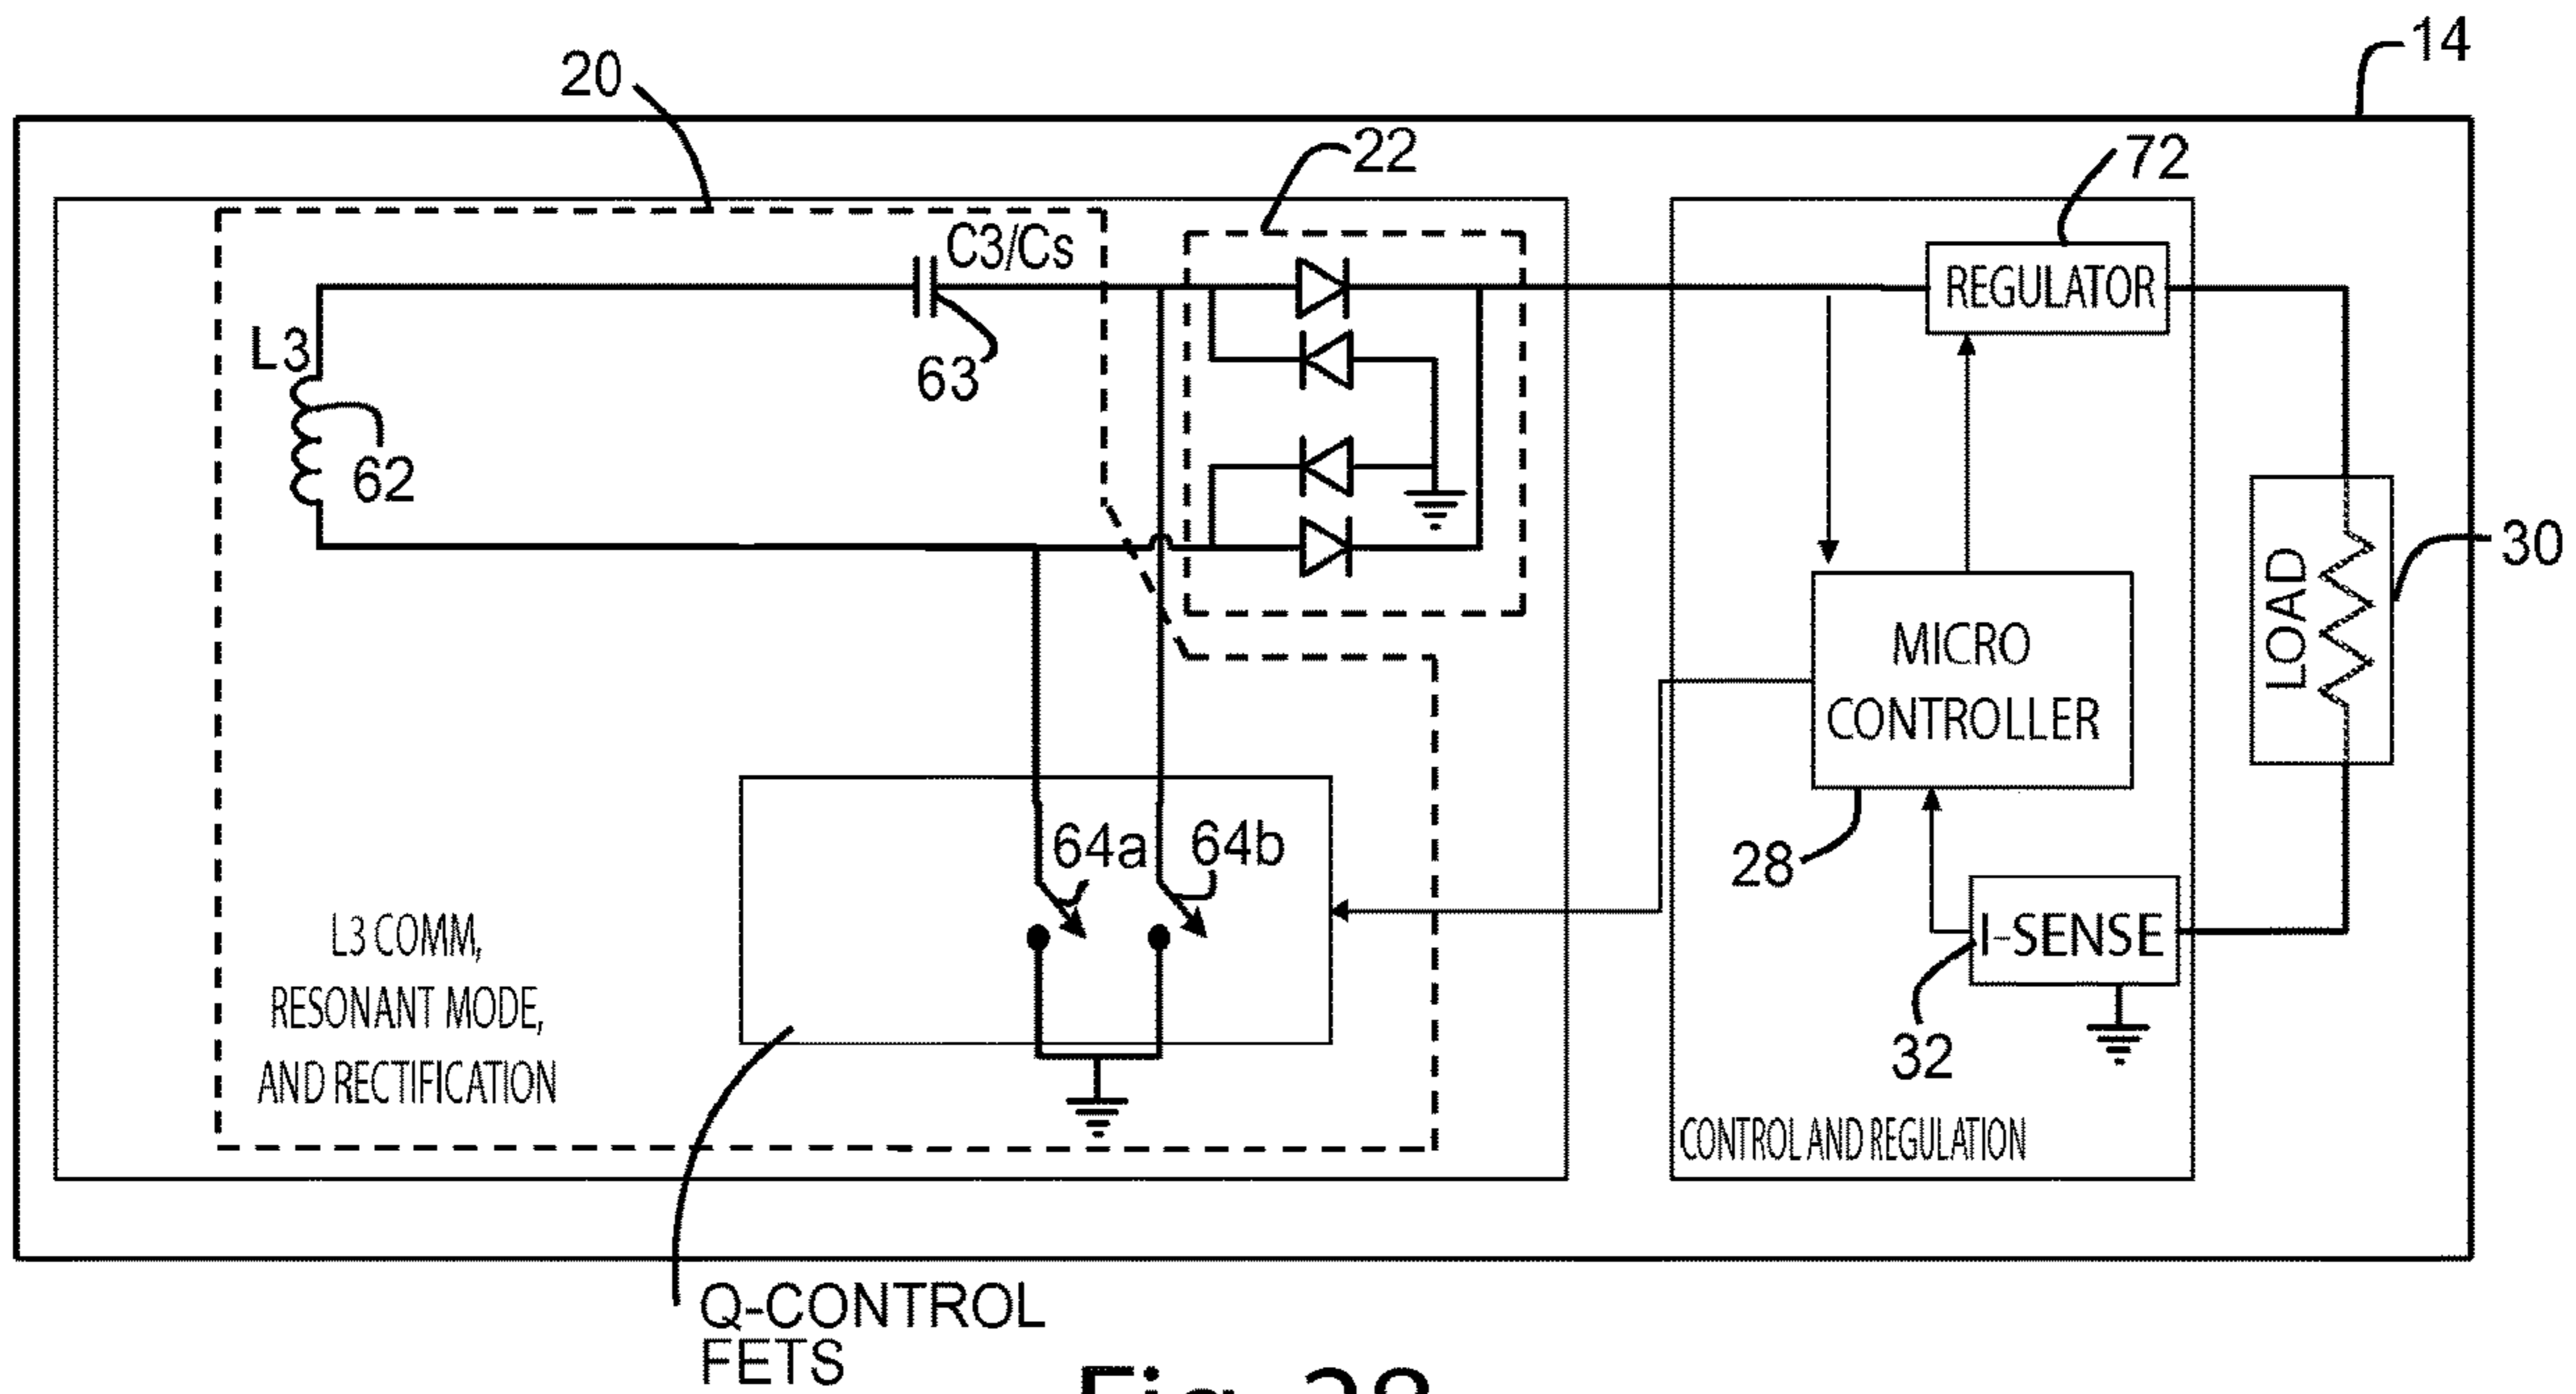 14
20
22
72
C3/Cs
REGULATOR
L3
63
62
LOAD
30
MICRO
CONTROLLER
64a
64b
28
I-SENSE
L3 COMM,
RESONANT MODE,
AND RECTIFICATION
32
CONTROL AND REGULATION
Q-CONTROL
FETS